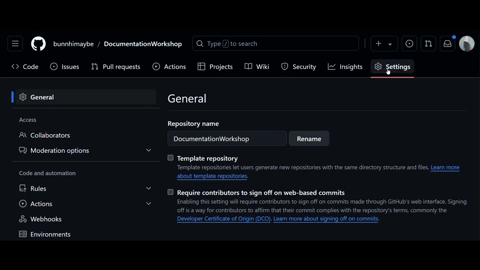 bunnhimaybe / DocumentationWorkshop
Type / to search
Code Issues Pull requests Actions Projects Wiki Security Insights Settings
General
Access
Collaborators
Moderation options
Code and automation
Rules
Actions
Webhooks
Environments
General
Repository name
DocumentationWorkshop Rename
Template repository
Template repositories let users generate new repositories with the same directory structure and files. Learn more
about template repositories.
Require contributors to sign off on web-based commits
Enabling this setting will require contributors to sign off on commits made through GitHub's web interface. Signing
off is a way for contributors to affirm that their commit complies with the repository's terms, commonly the
Developer Certificate of Origin (DCO). Learn more about signing off on commits.